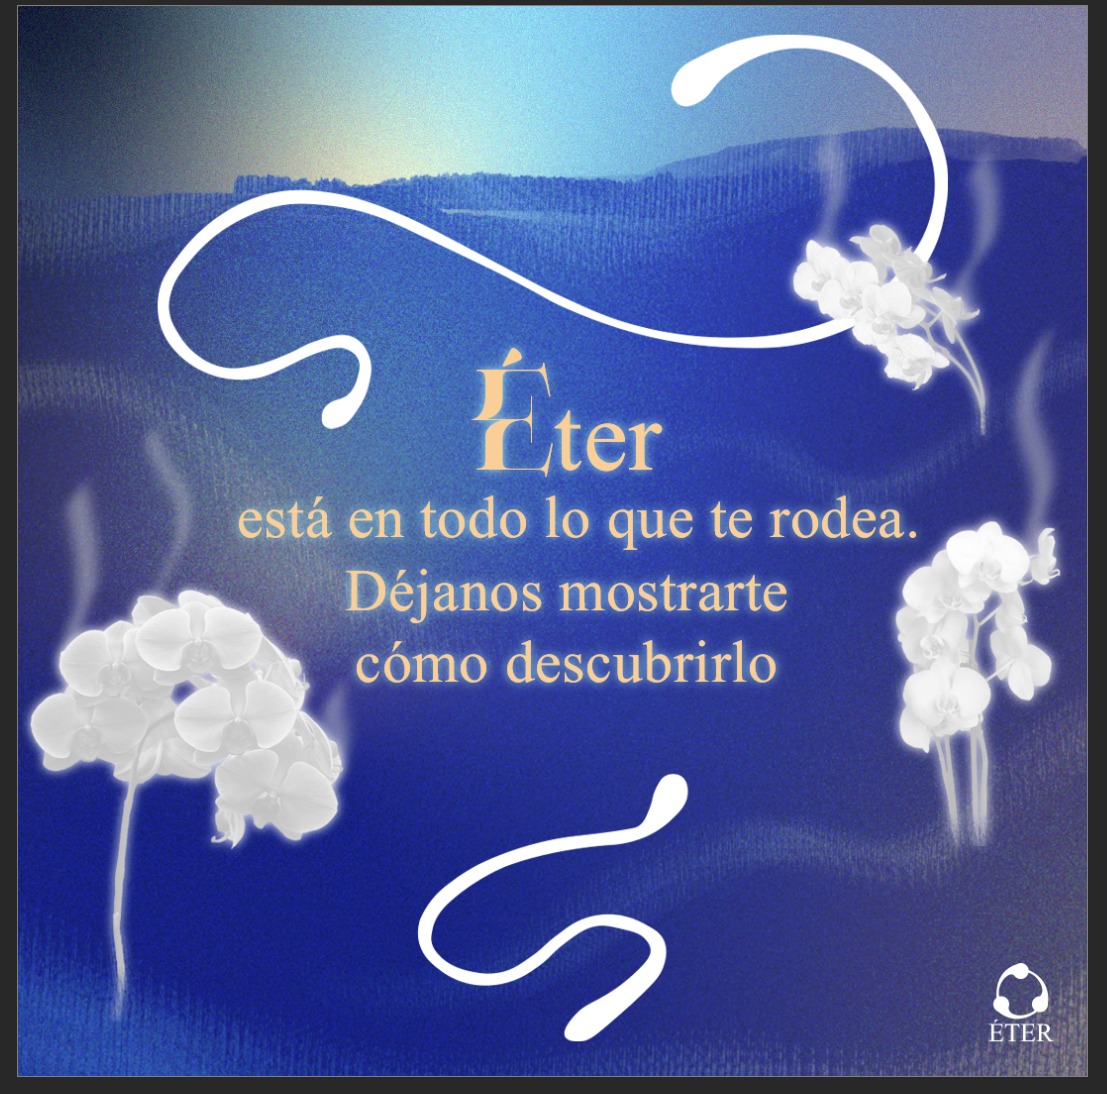 Éter
está en todo lo que te rodea.
Déjanos mostrarte
cómo descubrirlo
ÉTER